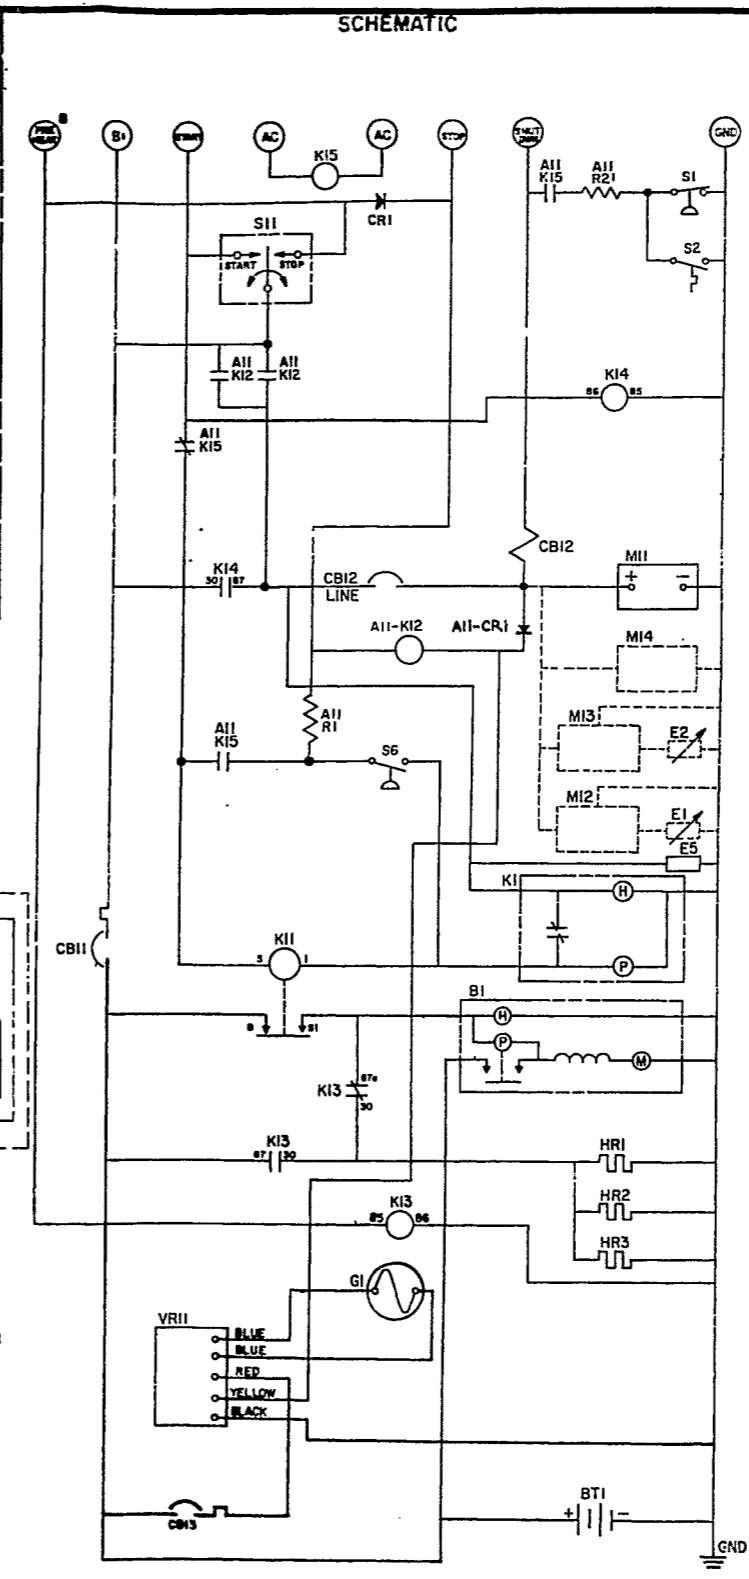 SCHEMATIC
B
B+
START
AC
AC
STOP
GND
K15
CR1
A11
K15
A11
R21
S1
S2
S11
START
STOP
A11
K12
A11
K12
K14
86
85
A11
K15
CB12
K14
30
87
CB12
LINE
M11
+
-
A11-K12
A11-CR1
M14
A11
R1
M13
E2
A11
K15
S6
M12
E1
E5
K1
H
CB11
K11
S
I
P
B1
B
S1
H
P
M
K13
87a
30
K13
87
30
HR1
HR2
HR3
K13
85
86
G1
VR11
BLUE
BLUE
RED
YELLOW
BLACK
CB13
BT1
+
-
GND